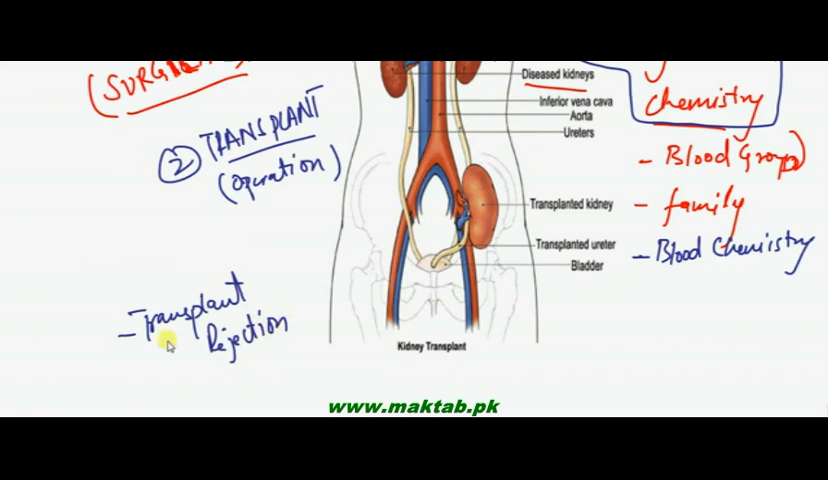 (SURGICAL
② TRANSPLANT
(operation)
- Transplant
Rejection
Diseased kidneys
Inferior vena cava
Aorta
Ureters
Transplanted kidney
Transplanted ureter
Bladder
Kidney Transplant
chemistry
- Blood Group)
- family
- Blood Chemistry
www.maktab.pk